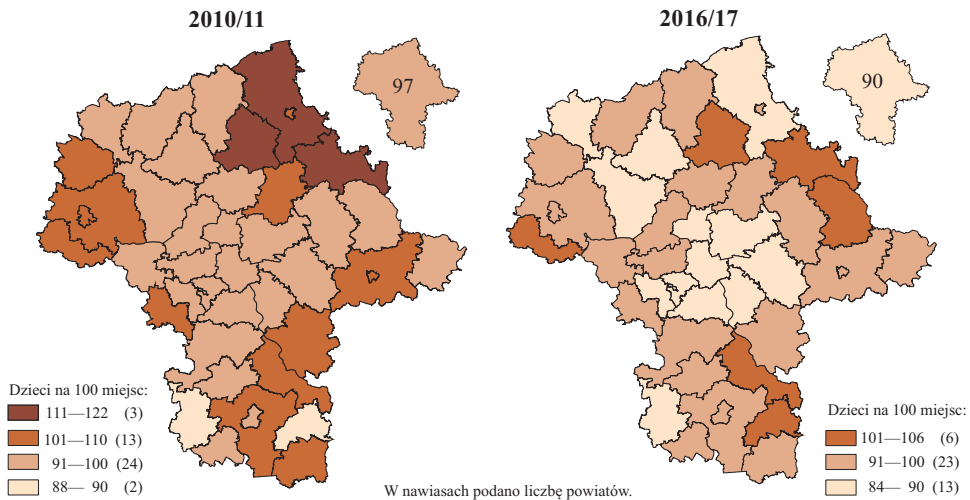 2010/11
97
Dzieci na 100 miejsc:
111—122 (3)
101—110 (13)
91—100 (24)
88— 90 (2)
2016/17
90
Dzieci na 100 miejsc:
101—106 (6)
91—100 (23)
84— 90 (13)
W nawiasach podano liczbę powiatów.